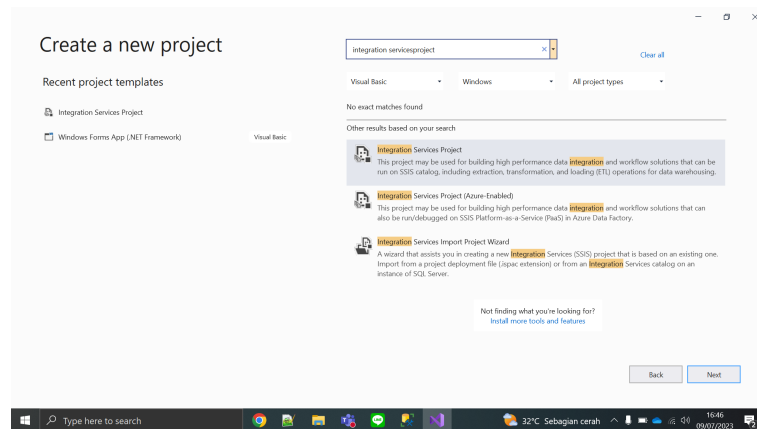 Create a new project
integration servicesproject
Clear all
Recent project templates
Visual Basic
Windows
All project types
Integration Services Project
Windows Forms App (.NET Framework)
Visual Basic
No exact matches found
Other results based on your search
Integration Services Project
This project may be used for building high performance data integration and workflow solutions that can be
run on SSIS catalog, including extraction, transformation, and loading (ETL) operations for data warehousing.
Integration Services Project (Azure-Enabled)
This project may be used for building high performance data integration and workflow solutions that can
also be run/debugged on SSIS Platform-as-a-Service (PaaS) in Azure Data Factory.
Integration Services Import Project Wizard
A wizard that assists you in creating a new Integration Services (SSIS) project that is based on an existing one.
Import from a project deployment file (.ispac extension) or from an Integration Services catalog on an
instance of SQL Server.
Not finding what you're looking for?
Install more tools and features
Back
Next
Type here to search
32°C Sebagian cerah
16:46
09/07/2023
2